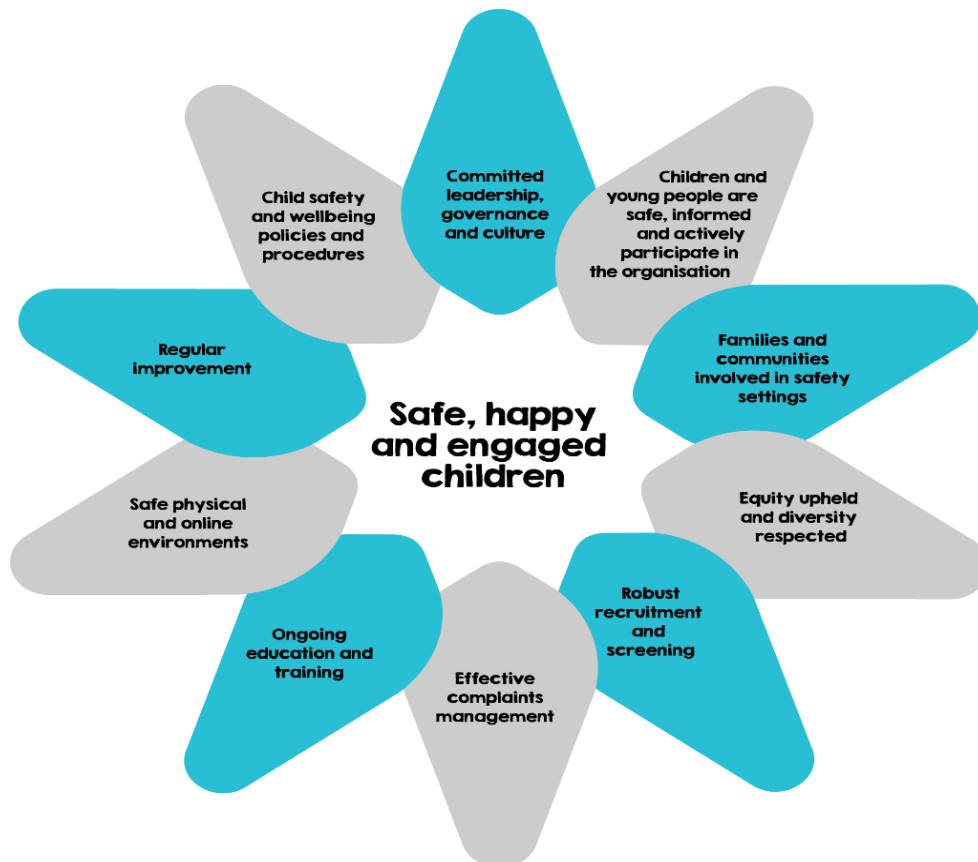 Committed
leadership,
governance
and culture
Children and
young people are
safe, informed
and actively
participate in
the organisation
Families and
communities
involved in safety
settings
Equity upheld
and diversity
respected
Robust
recruitment
and
screening
Effective
complaints
management
Ongoing
education and
training
Safe physical
and online
environments
Regular
improvement
Child safety
and wellbeing
policies and
procedures
Safe, happy
and engaged
children